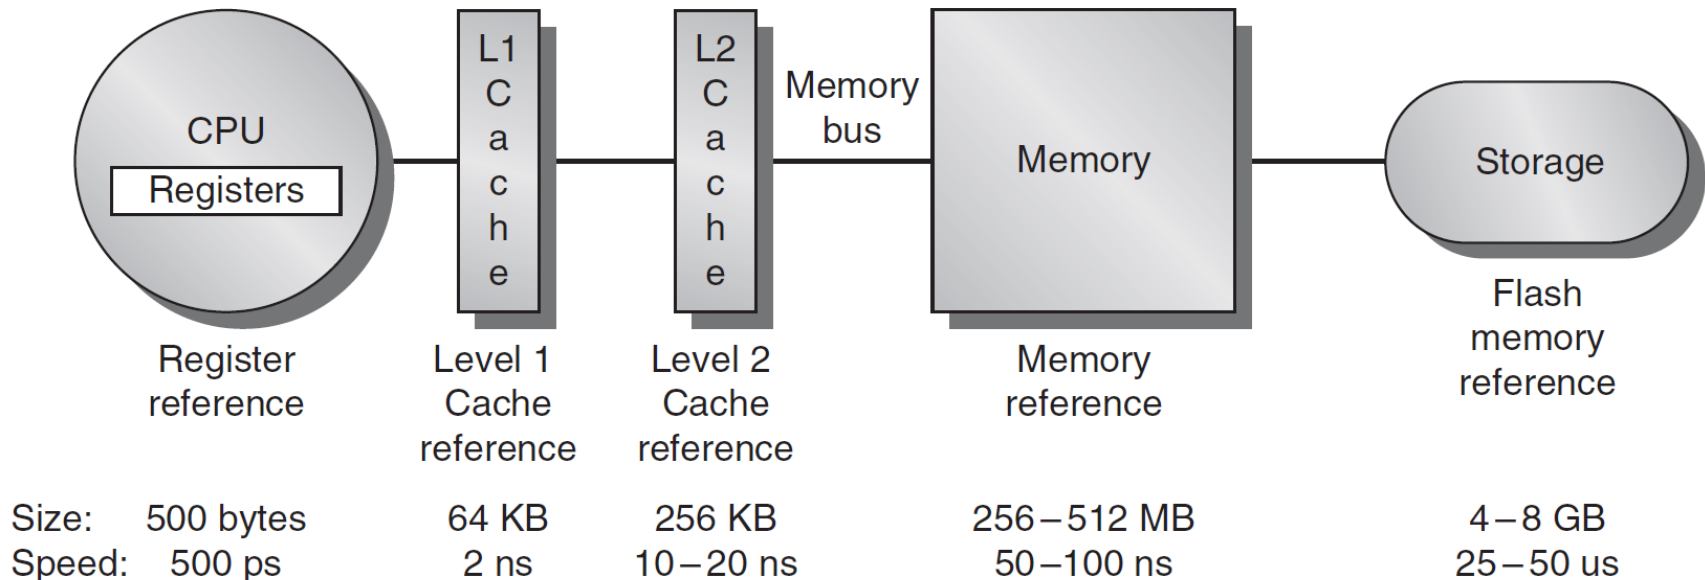 CPU
Registers
L1
C
a
c
h
e
L2
C
a
c
h
e
Memory
bus
Memory
Storage
Register
reference
Level 1
Cache
reference
Level 2
Cache
reference
Memory
reference
Flash
memory
reference
Size: 500 bytes 64 KB 256 KB 256–512 MB 4–8 GB
Speed: 500 ps 2 ns 10–20 ns 50–100 ns 25–50 us